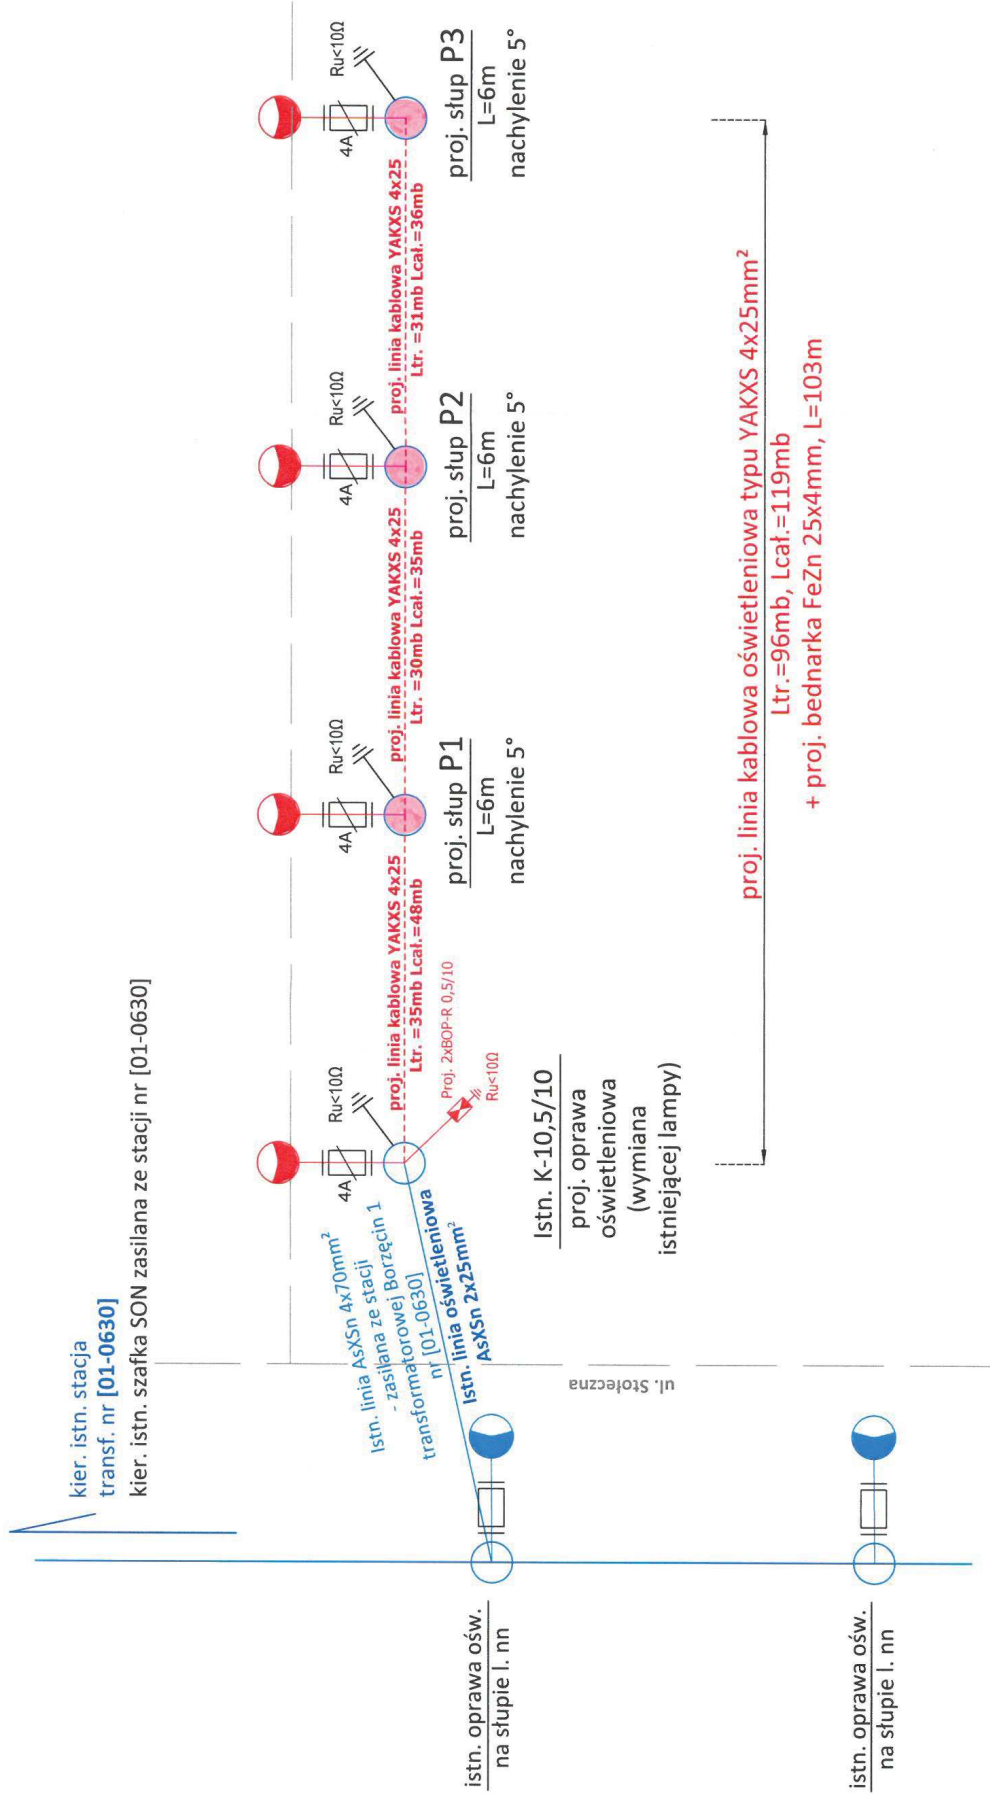 kier. istn. stacja
transf. nr [01-0630]
kier. istn. szafka SON zasilana ze stacji nr [01-0630]
istn. oprawa ośw.
na słupie l. nn
istn. oprawa ośw.
na słupie l. nn
ul. Stołeczna
Istn. linia AsXSn 4x70mm²
- zasilana ze stacji
transformatorowej Borzęcin 1
nr [01-0630]
Istn. linia oświetleniowa
AsXSn 2x25mm²
4A
Ru<10Ω
Proj. 2xBOP-R 0,5/10
Ru<10Ω
Istn. K-10,5/10
proj. oprawa
oświetleniowa
(wymiana
istniejącej lampy)
proj. linia kablowa YAKXS 4x25
Ltr. =35mb Lcał.=48mb
4A
Ru<10Ω
proj. słup P1
L=6m
nachylenie 5°
proj. linia kablowa YAKXS 4x25
Ltr. =30mb Lcał.=35mb
4A
Ru<10Ω
proj. słup P2
L=6m
nachylenie 5°
proj. linia kablowa YAKXS 4x25
Ltr. =31mb Lcał.=36mb
4A
Ru<10Ω
proj. słup P3
L=6m
nachylenie 5°
proj. linia kablowa oświetleniowa typu YAKXS 4x25mm²
Ltr.=96mb, Lcał.=119mb
+ proj. bednarka FeZn 25x4mm, L=103m